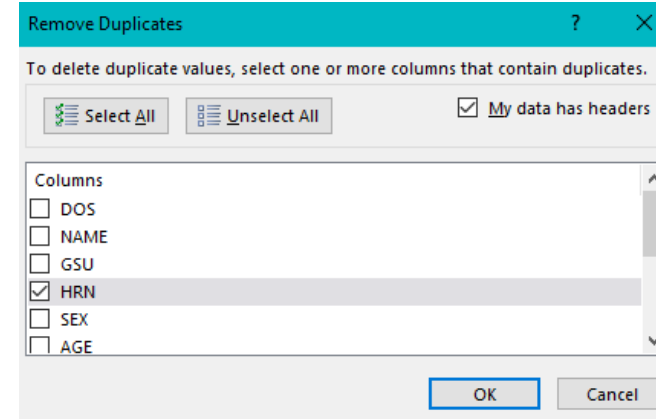 Remove Duplicates ?
To delete duplicate values, select one or more columns that contain duplicates.
Select All Unselect All My data has headers
Columns
DOS
NAME
GSU
HRN
SEX
AGE
OK Cancel